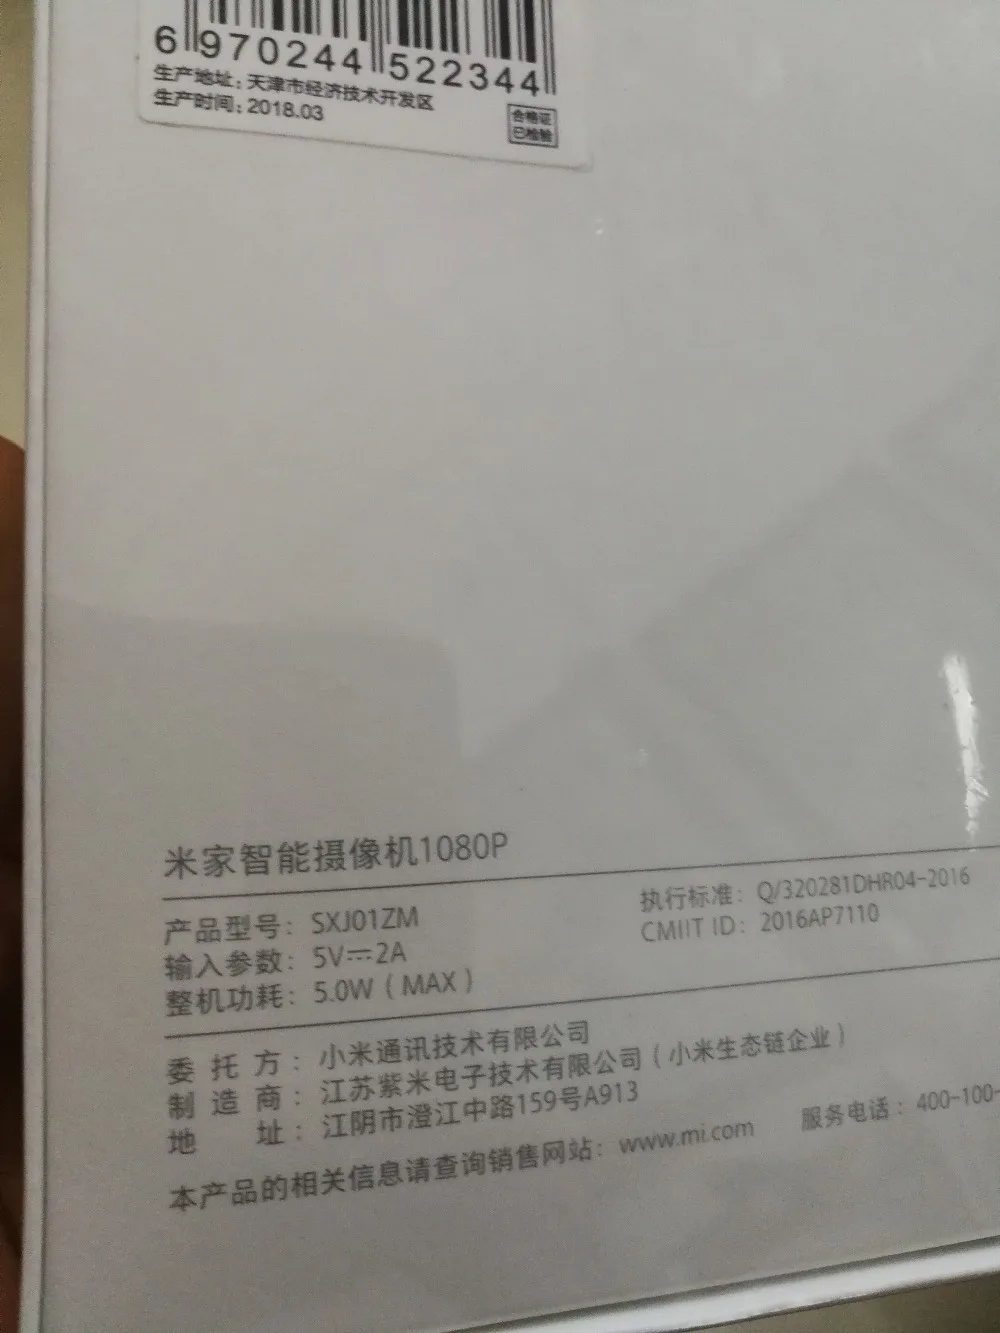 6 970244 522344
生产地址: 天津市经济技术开发区
生产时间: 2018.03
合格证
已检验
米家智能摄像机1080P
产品型号: SXJ01ZM
输入参数: 5V⎓2A
整机功耗: 5.0W（MAX）
执行标准: Q/320281DHR04-2016
CMIIT ID: 2016AP7110
委托方: 小米通讯技术有限公司
制造商: 江苏紫米电子技术有限公司（小米生态链企业）
地址: 江阴市澄江中路159号A913
本产品的相关信息请查询销售网站: www.mi.com 服务电话: 400-100-